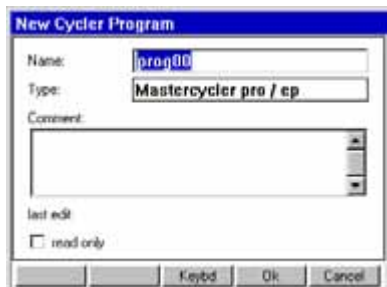 New Cycler Program
Name: prog00
Type: Mastercycler pro / ep
Comment:
last edit
read only
Keybd Ok Cancel